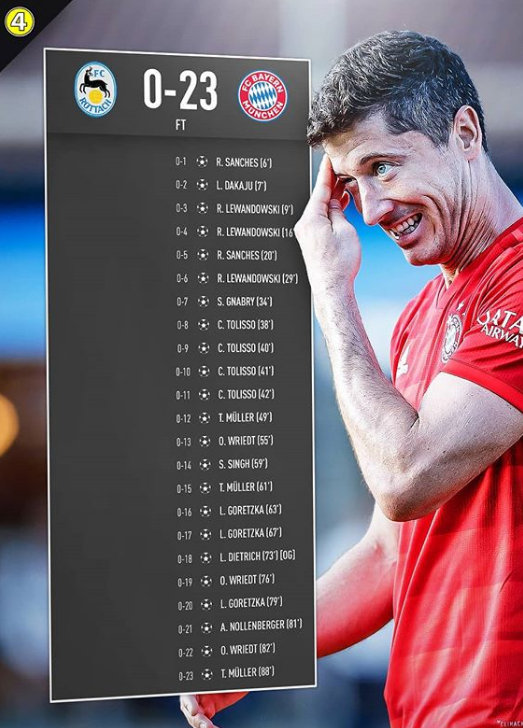 4
FC
ROTTACH
0-23
FC BAYERN
MÜNCHEN
FT
0-1 R. SANCHES (6')
0-2 L. DAKAJU (7')
0-3 R. LEWANDOWSKI (9')
0-4 R. LEWANDOWSKI (16
0-5 R. SANCHES (20')
0-6 R. LEWANDOWSKI (29')
0-7 S. GNABRY (34')
0-8 C. TOLISSO (38')
0-9 C. TOLISSO (40')
0-10 C. TOLISSO (41')
0-11 C. TOLISSO (42')
0-12 T. MÜLLER (49')
0-13 O. WRIEDT (55')
0-14 S. SINGH (59')
0-15 T. MÜLLER (61')
0-16 L. GORETZKA (63')
0-17 L. GORETZKA (67')
0-18 L. DIETRICH (73') [OG]
0-19 O. WRIEDT (76')
0-20 L. GORETZKA (79')
0-21 A. NOLLENBERGER (81')
0-22 O. WRIEDT (82')
0-23 T. MÜLLER (88')
QATA
AIRWAY